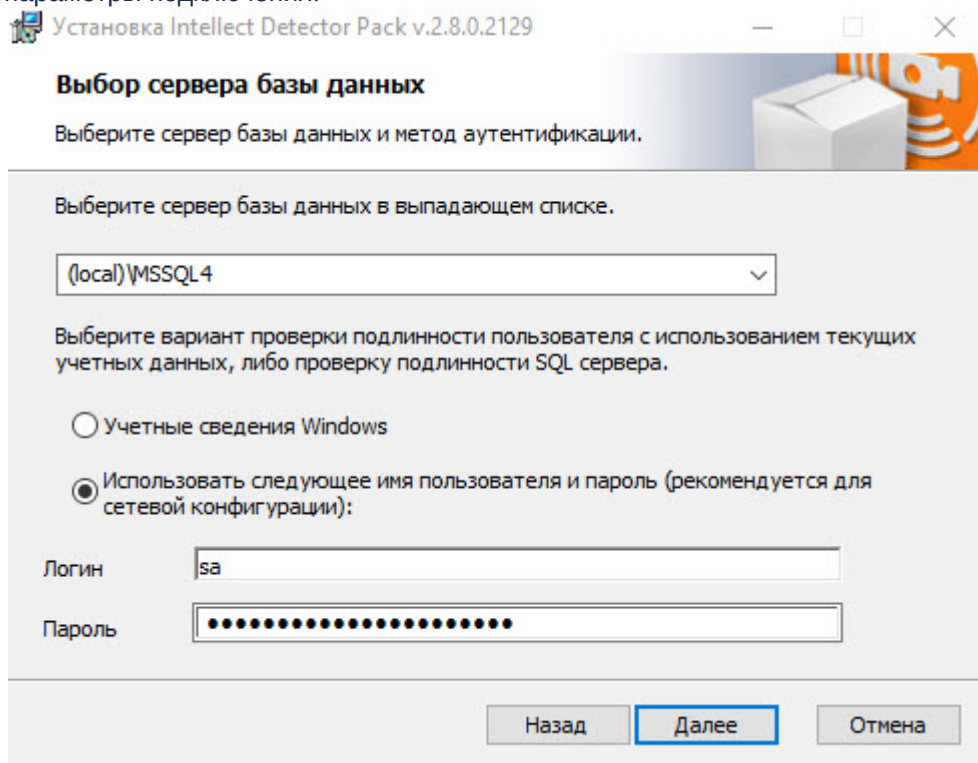 параметры подключения.
Установка Intellect Detector Pack v.2.8.0.2129
Выбор сервера базы данных
Выберите сервер базы данных и метод аутентификации.
Выберите сервер базы данных в выпадающем списке.
(local)\MSSQL4
Выберите вариант проверки подлинности пользователя с использованием текущих
учетных данных, либо проверку подлинности SQL сервера.
Учетные сведения Windows
Использовать следующее имя пользователя и пароль (рекомендуется для
сетевой конфигурации):
Логин
sa
Пароль
••••••••••••••••••••••
Назад
Далее
Отмена